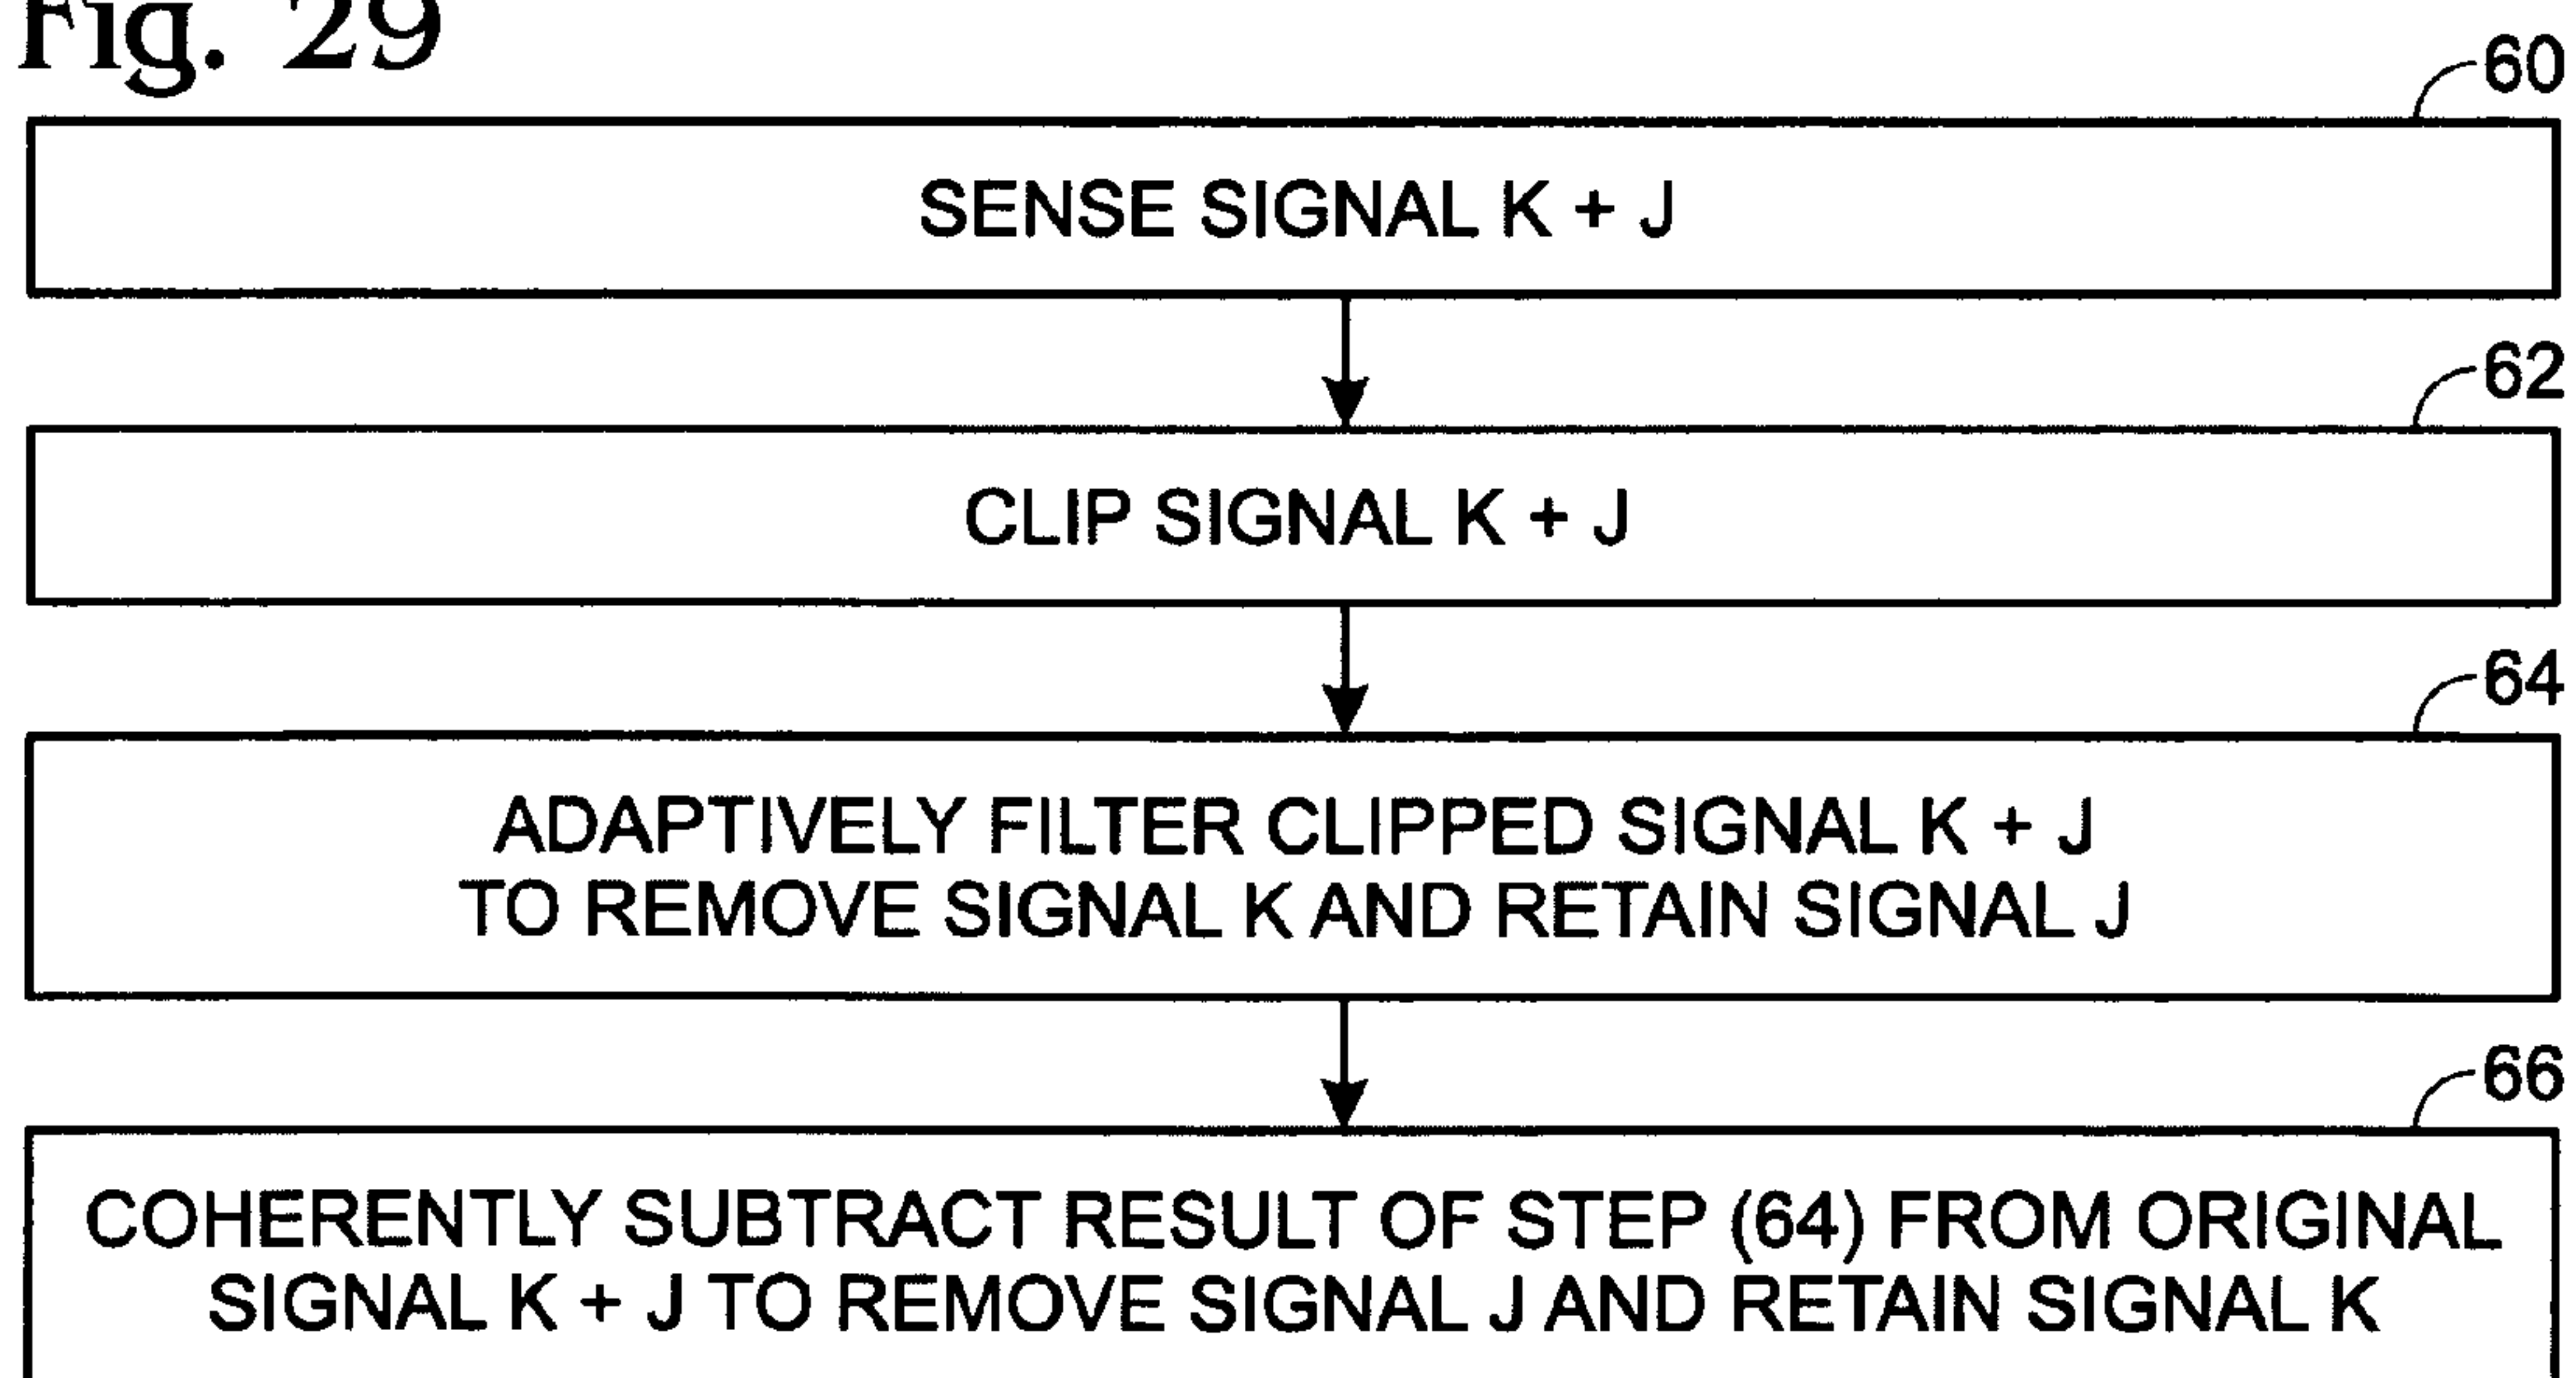 Fig. 29
60
SENSE SIGNAL K + J
62
CLIP SIGNAL K + J
64
ADAPTIVELY FILTER CLIPPED SIGNAL K + J
TO REMOVE SIGNAL K AND RETAIN SIGNAL J
66
COHERENTLY SUBTRACT RESULT OF STEP (64) FROM ORIGINAL
SIGNAL K + J TO REMOVE SIGNAL J AND RETAIN SIGNAL K